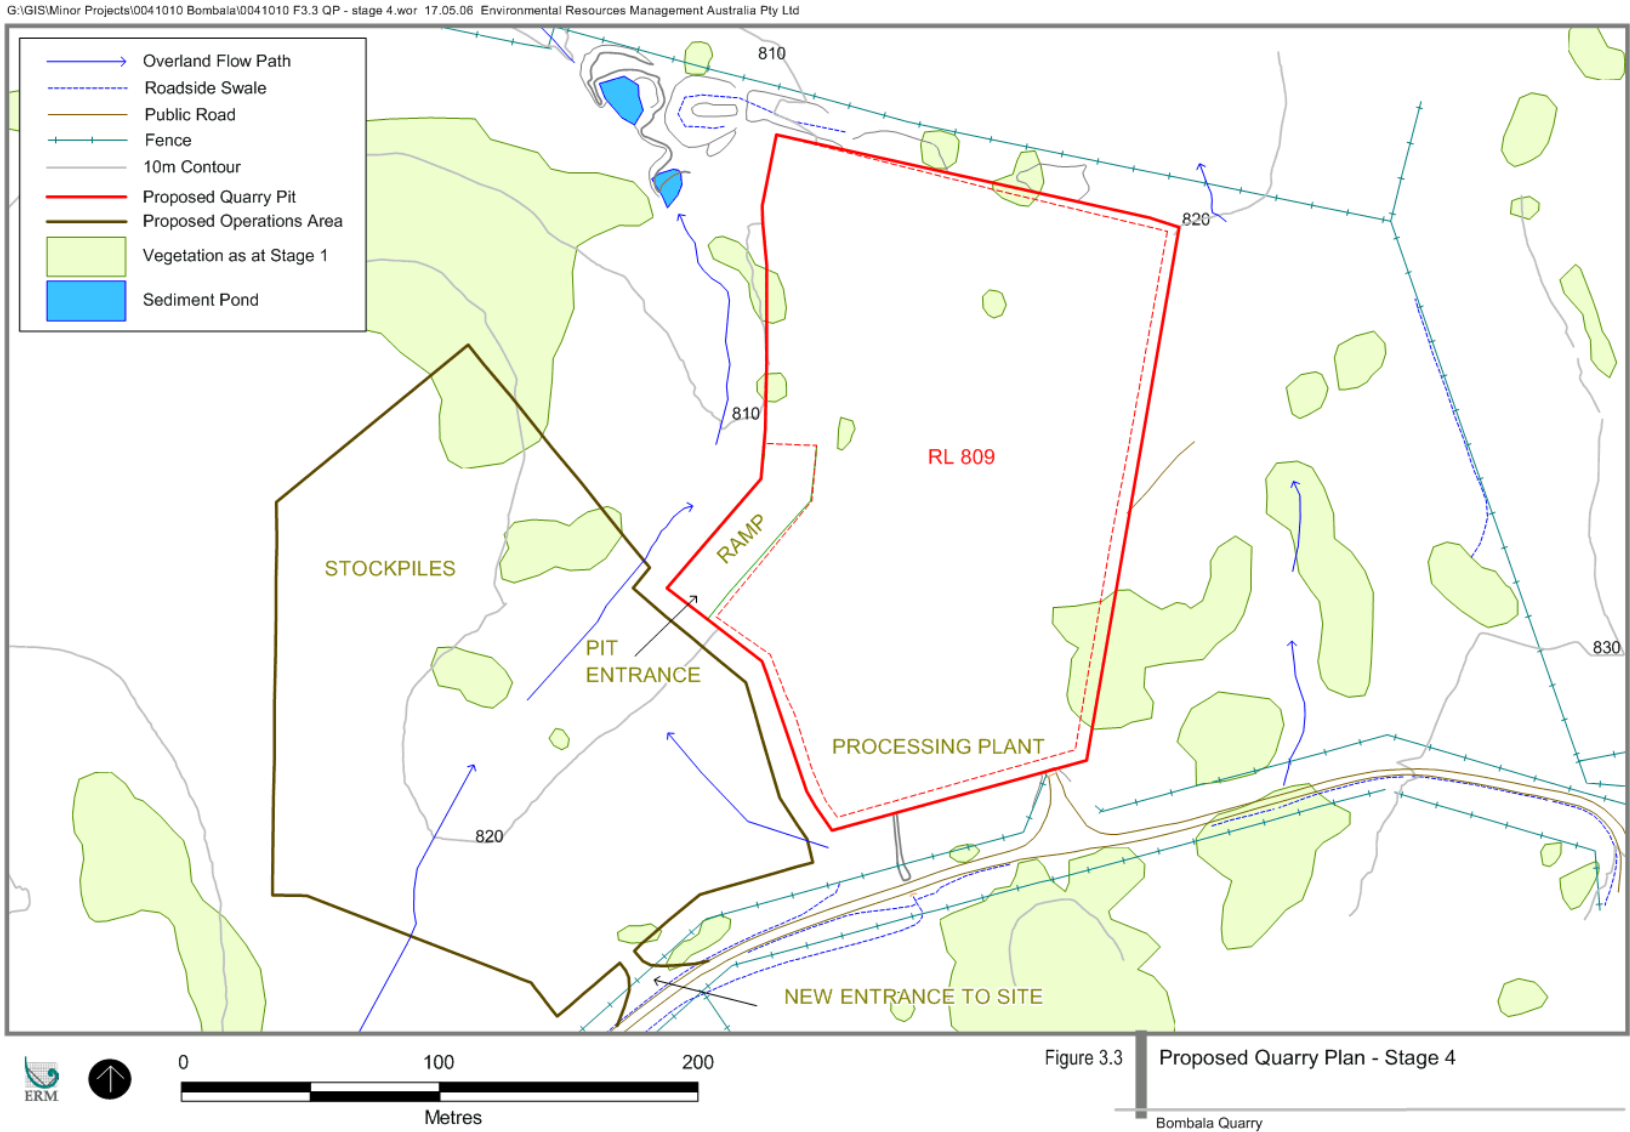 G:\GIS\Minor Projects\0041010 Bombala\0041010 F3.3 QP - stage 4.wor  17.05.06  Environmental Resources Management Australia Pty Ltd
Overland Flow Path
Roadside Swale
Public Road
Fence
10m Contour
Proposed Quarry Pit
Proposed Operations Area
Vegetation as at Stage 1
Sediment Pond
810
820
810
RL 809
RAMP
STOCKPILES
PIT
ENTRANCE
830
PROCESSING PLANT
820
NEW ENTRANCE TO SITE
ERM
0
100
200
Metres
Figure 3.3
Proposed Quarry Plan - Stage 4
Bombala Quarry